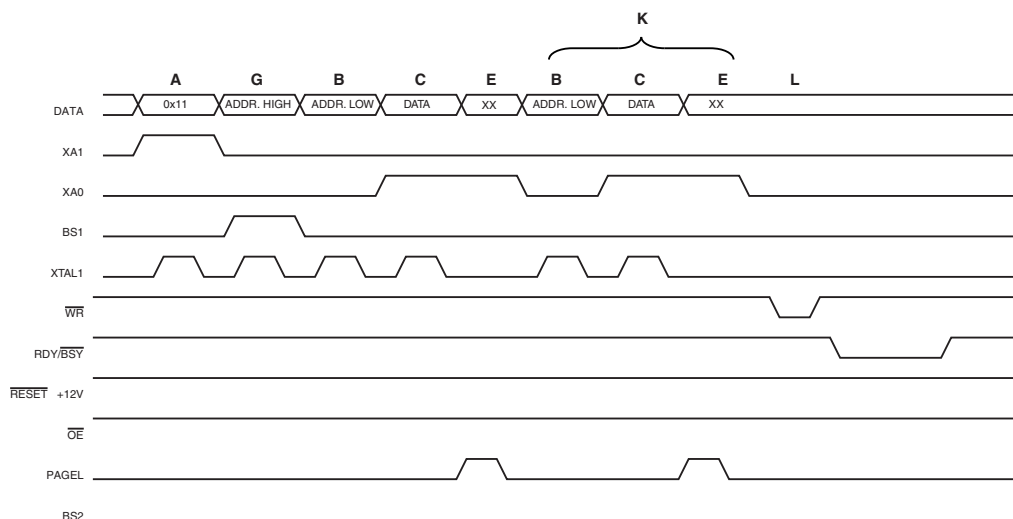 K
A G B C E B C E L
DATA 0x11 ADDR. HIGH ADDR. LOW DATA XX ADDR. LOW DATA XX
XA1
XA0
BS1
XTAL1
WR
RDY/BSY
RESET +12V
OE
PAGEL
BS2